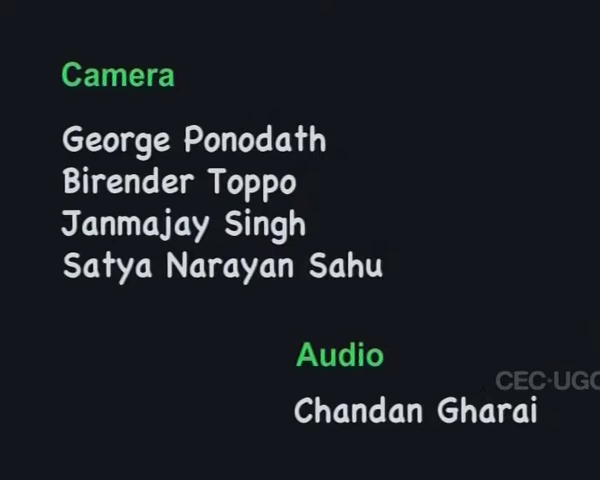 Camera
George Ponodath
Birender Toppo
Janmajay Singh
Satya Narayan Sahu
Audio
CEC-UGC
Chandan Gharai